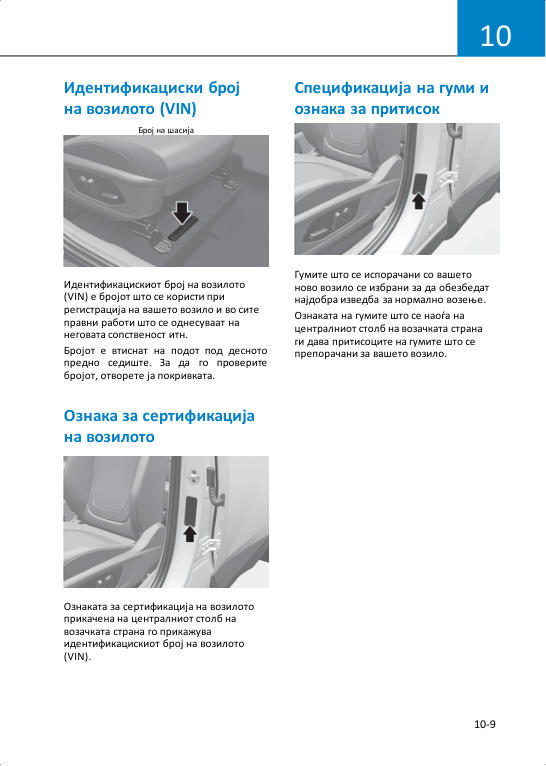 10
Идентификациски број
на возилото (VIN)
Број на шасија
Идентификацискиот број на возилото
(VIN) е бројот што се користи при
регистрација на вашето возило и во сите
правни работи што се однесуваат на
неговата сопственост итн.
Бројот е втиснат на подот под десното
предно седиште. За да го проверите
бројот, отворете ја покривката.
Ознака за сертификација
на возилото
Ознаката за сертификација на возилото
прикачена на централниот столб на
возачката страна го прикажува
идентификацискиот број на возилото
(VIN).
Спецификација на гуми и
ознака за притисок
Гумите што се испорачани со вашето
ново возило се избрани за да обезбедат
најдобра изведба за нормално возење.
Ознаката на гумите што се наоѓа на
централниот столб на возачката страна
ги дава притисоците на гумите што се
препорачани за вашето возило.
10-9